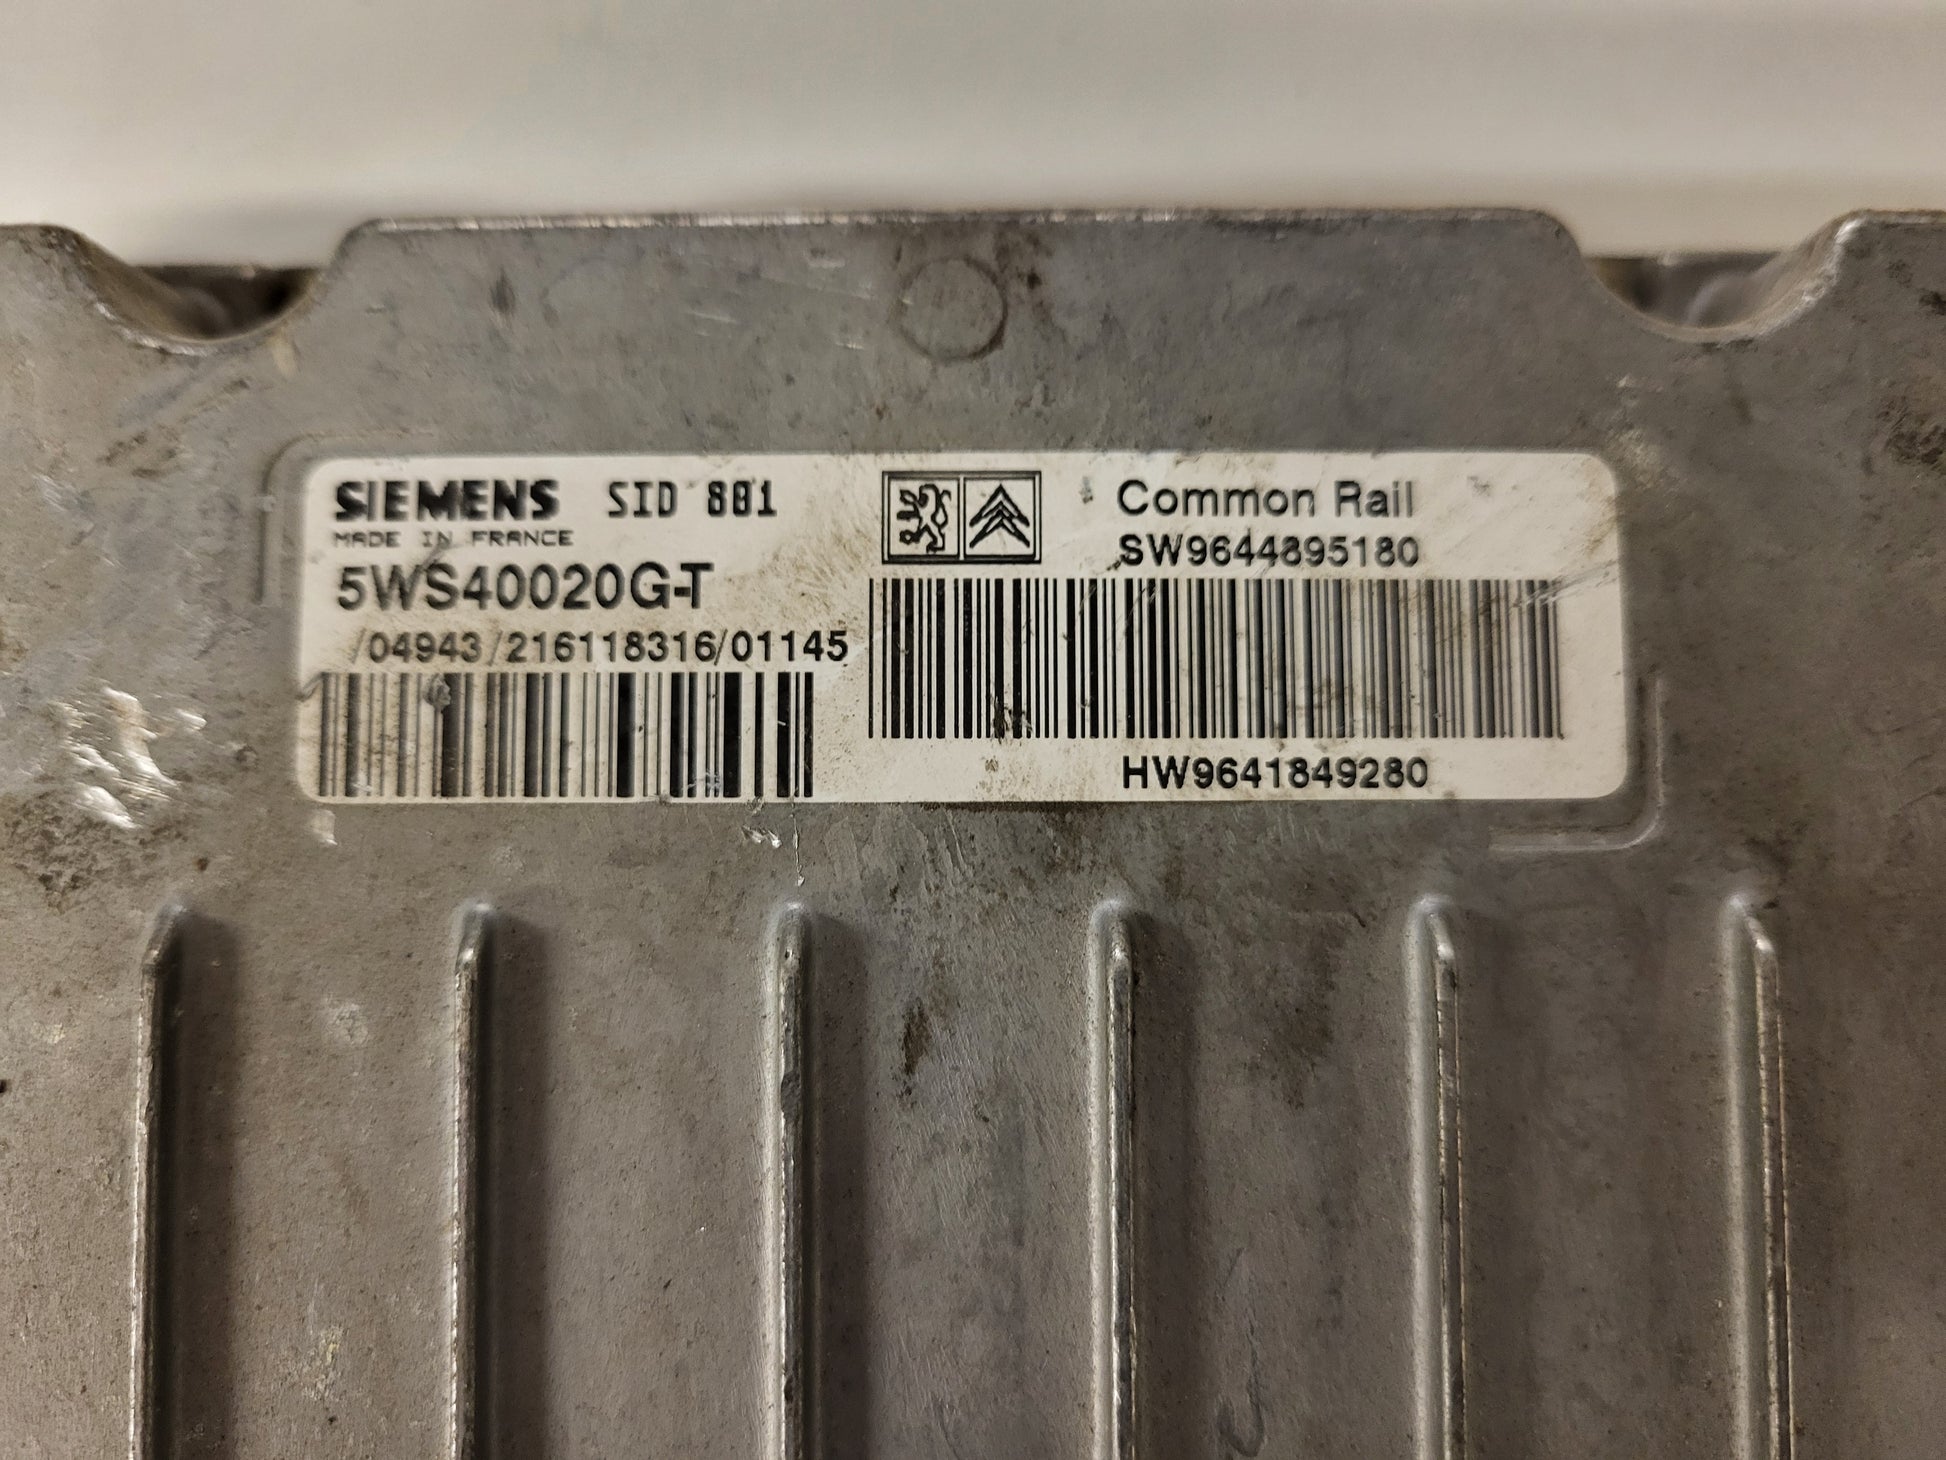 SIEMENS SID 801
MADE IN FRANCE
5WS40020G-T
/04943/216118316/01145
Common Rail
SW9644895180
HW9641849280